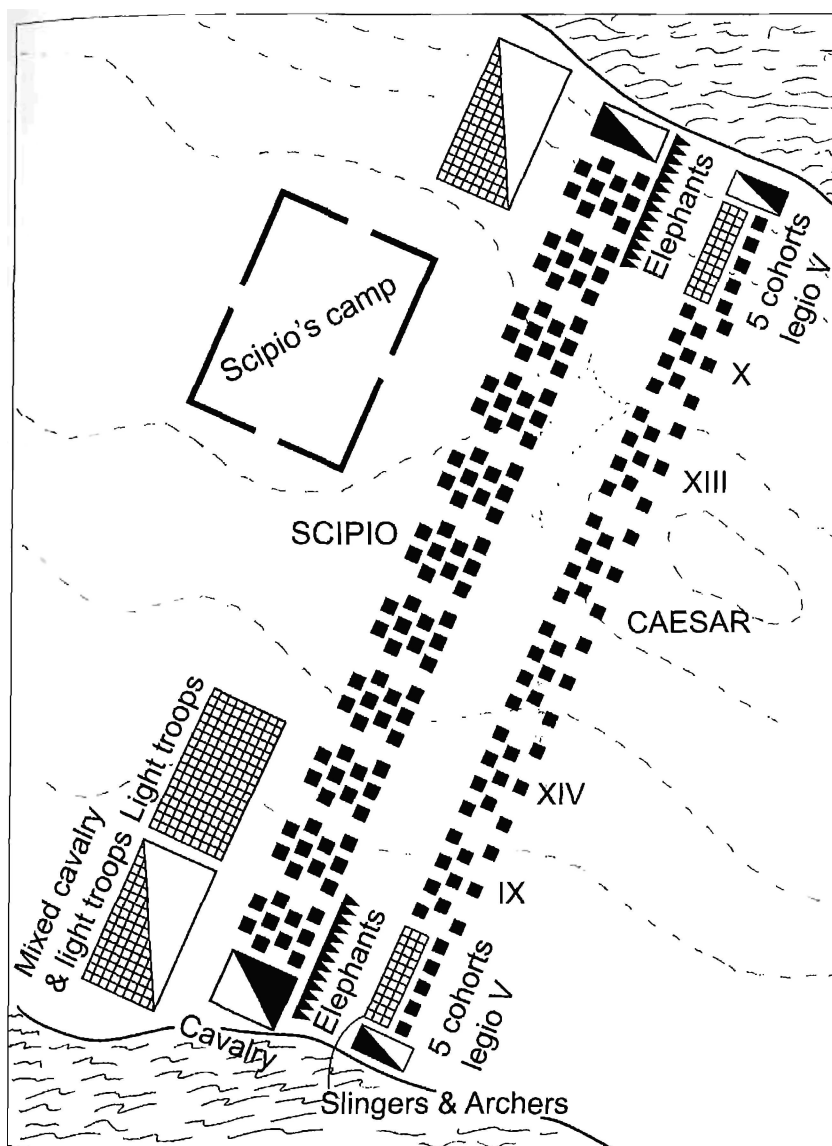 Elephants
5 cohorts
legio V
X
Scipio's camp
XIII
SCIPIO
CAESAR
Light troops
Mixed cavalry
& light troops
XIV
IX
Elephants
5 cohorts
legio V
Cavalry
Slingers & Archers